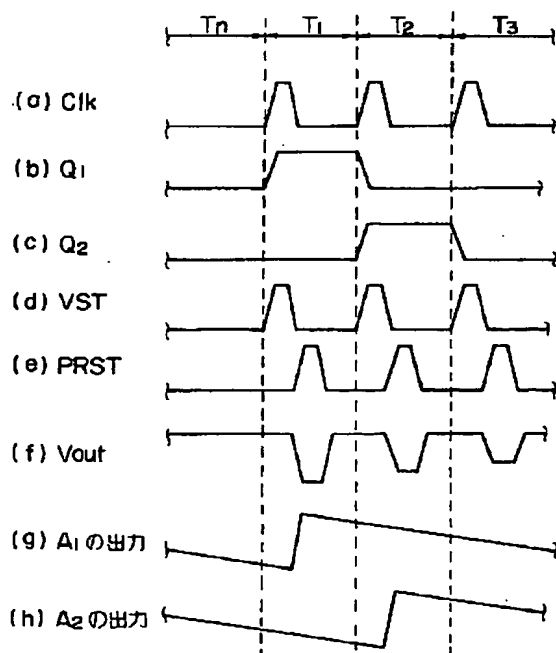 Tn T1 T2 T3
(a) Clk
(b) Q1
(c) Q2
(d) VST
(e) PRST
(f) Vout
(g) A1の出力
(h) A2の出力